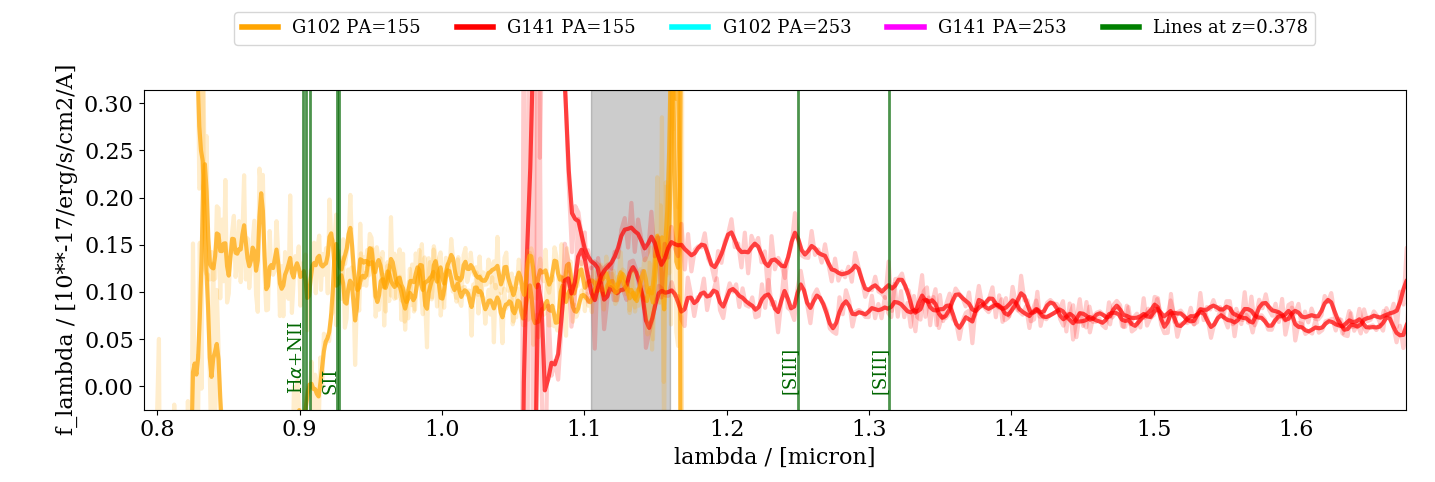 G102 PA=155 G141 PA=155 G102 PA=253 G141 PA=253 Lines at z=0.378
f_lambda / [10**-17/erg/s/cm2/A]
0.30
0.25
0.20
0.15
0.10
0.05
0.00
Hα+NII
SII
[SIII]
[SIII]
0.8 0.9 1.0 1.1 1.2 1.3 1.4 1.5 1.6
lambda / [micron]